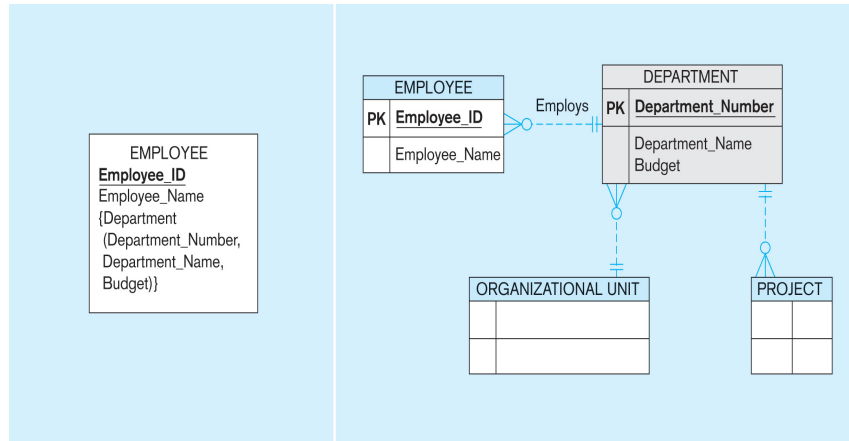 EMPLOYEE
Employee_ID
Employee_Name
{Department
(Department_Number,
Department_Name,
Budget)}
EMPLOYEE
PK Employee_ID
Employee_Name
Employs
DEPARTMENT
PK Department_Number
Department_Name
Budget
ORGANIZATIONAL UNIT
PROJECT